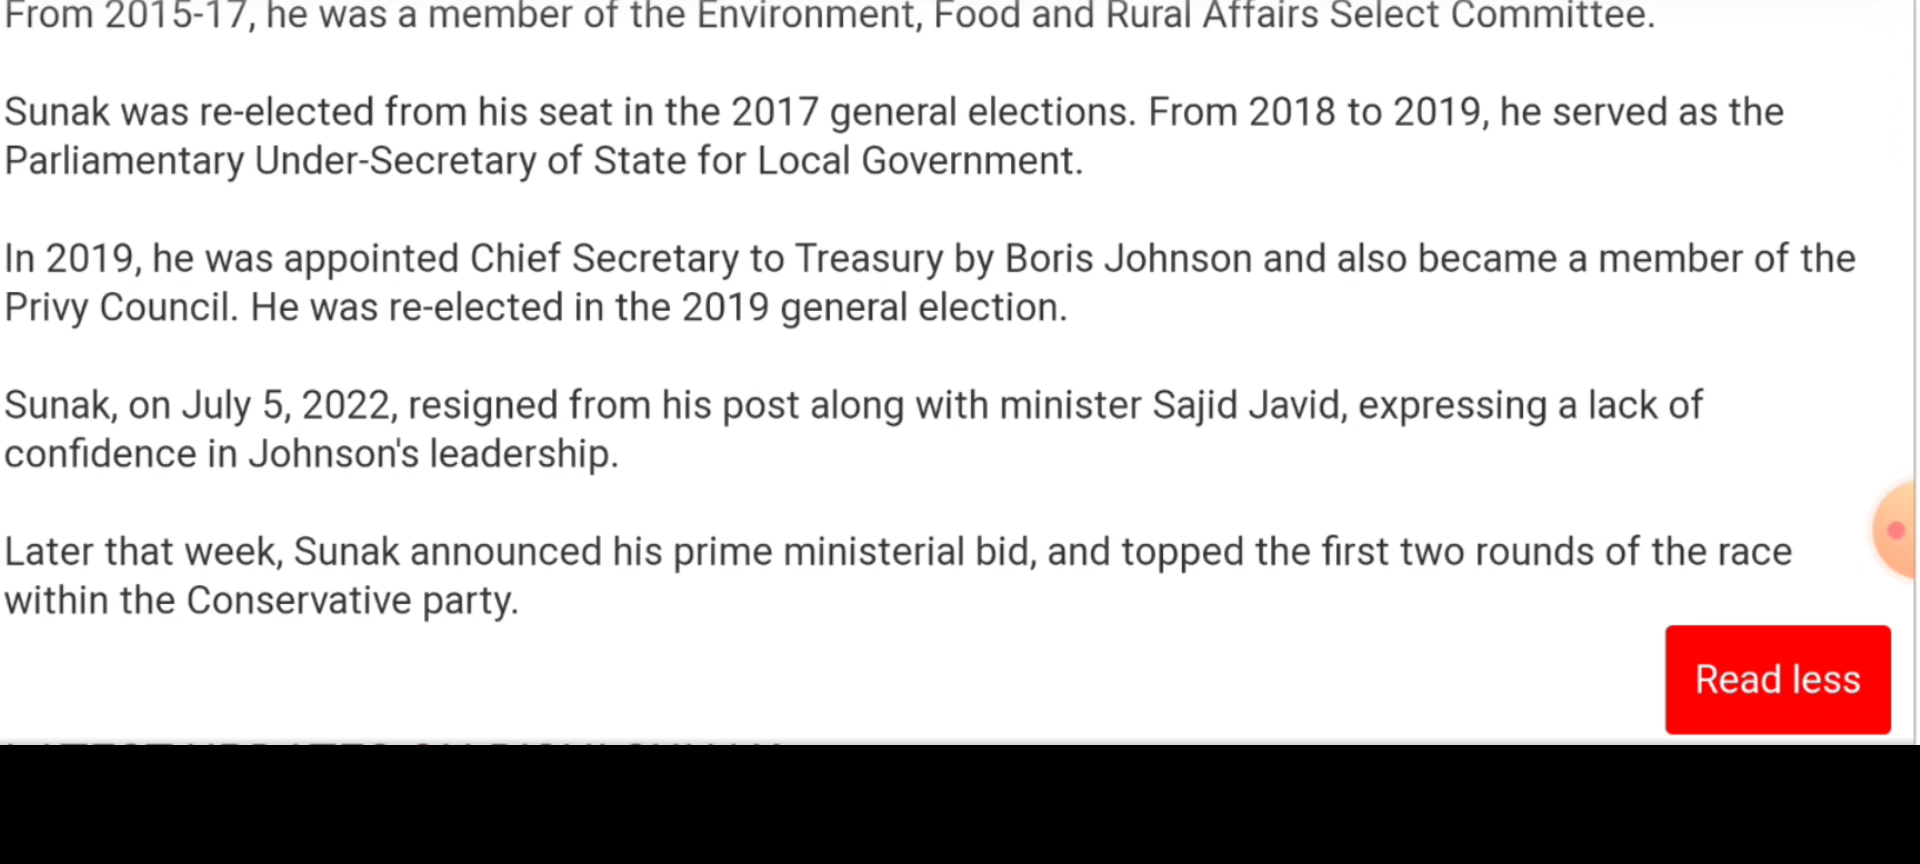 From 2015-17, he was a member of the Environment, Food and Rural Affairs Select Committee.
Sunak was re-elected from his seat in the 2017 general elections. From 2018 to 2019, he served as the
Parliamentary Under-Secretary of State for Local Government.
In 2019, he was appointed Chief Secretary to Treasury by Boris Johnson and also became a member of the
Privy Council. He was re-elected in the 2019 general election.
Sunak, on July 5, 2022, resigned from his post along with minister Sajid Javid, expressing a lack of
confidence in Johnson's leadership.
Later that week, Sunak announced his prime ministerial bid, and topped the first two rounds of the race
within the Conservative party.
Read less